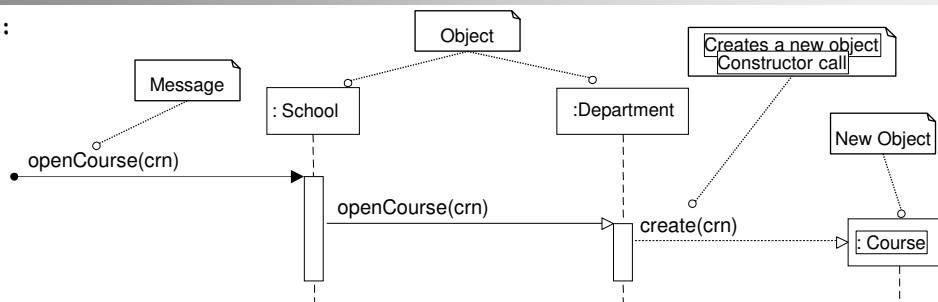 :
Object
Creates a new object
Constructor call
Message
: School
:Department
New Object
openCourse(crn)
openCourse(crn)
create(crn)
: Course